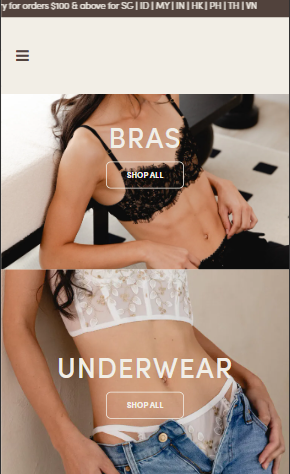 y for orders $100 & above for SG | ID | MY | IN | HK | PH | TH | VN
BRAS
SHOP ALL
UNDERWEAR
SHOP ALL